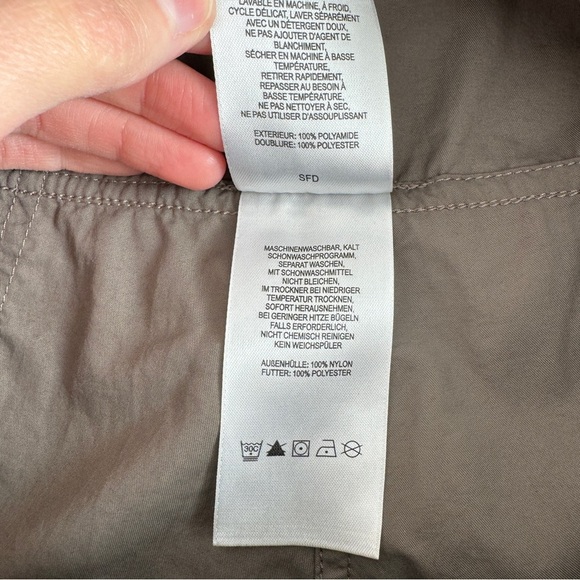 LAVABLE EN MACHINE, À FROID,
CYCLE DÉLICAT, LAVER SÉPARÉMENT
AVEC UN DÉTERGENT DOUX,
NE PAS AJOUTER D'AGENT DE
BLANCHIMENT,
SÉCHER EN MACHINE À BASSE
TEMPÉRATURE,
RETIRER RAPIDEMENT,
REPASSER AU BESOIN À
BASSE TEMPÉRATURE,
NE PAS NETTOYER À SEC,
NE PAS UTILISER D'ASSOUPLISSANT
EXTERIEUR: 100% POLYAMIDE
DOUBLURE: 100% POLYESTER
SFD
MASCHINENWASCHBAR, KALT
SCHONWASCHPROGRAMM,
SEPARAT WASCHEN,
MIT SCHONWASCHMITTEL
NICHT BLEICHEN,
IM TROCKNER BEI NIEDRIGER
TEMPERATUR TROCKNEN,
SOFORT HERAUSNEHMEN,
BEI GERINGER HITZE BÜGELN
FALLS ERFORDERLICH,
NICHT CHEMISCH REINIGEN
KEIN WEICHSPÜLER
AUßENHÜLLE: 100% NYLON
FUTTER: 100% POLYESTER
30C